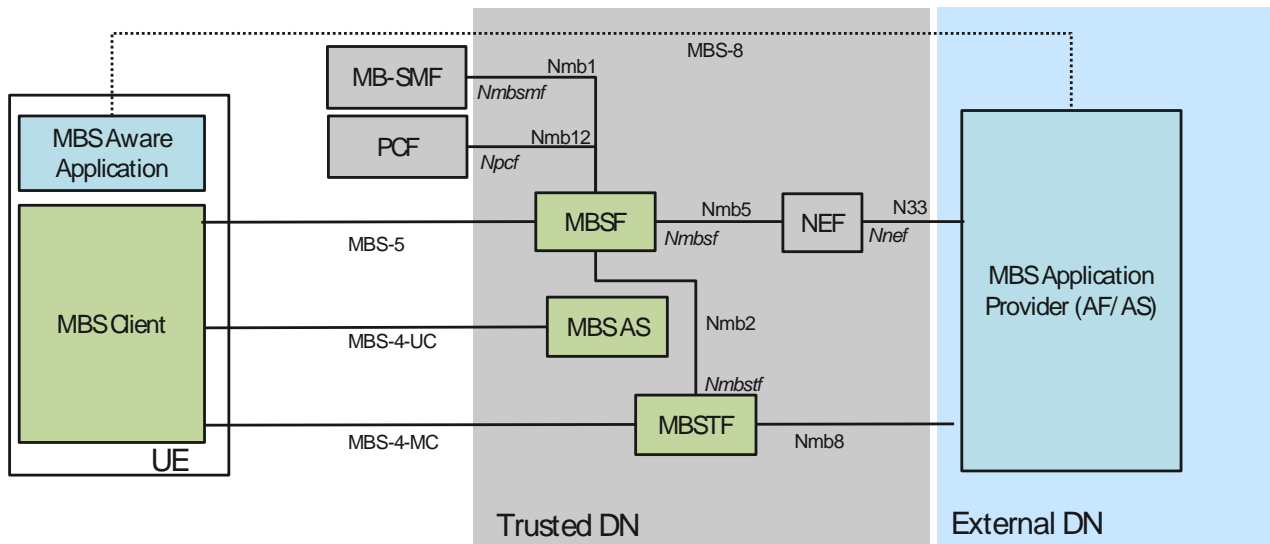 MBS-8
MB-SMF
Nmb1
Nmbsmf
MBS Aware
Application
PCF
Nmb12
Npcf
MBSF
Nmb5
Nmbsf
NEF
N33
Nnef
MBS-5
MBS Application
Provider (AF/AS)
MBS Client
MBS AS
Nmb2
MBS-4-UC
Nmbstf
MBSTF
MBS-4-MC
Nmb8
UE
Trusted DN
External DN